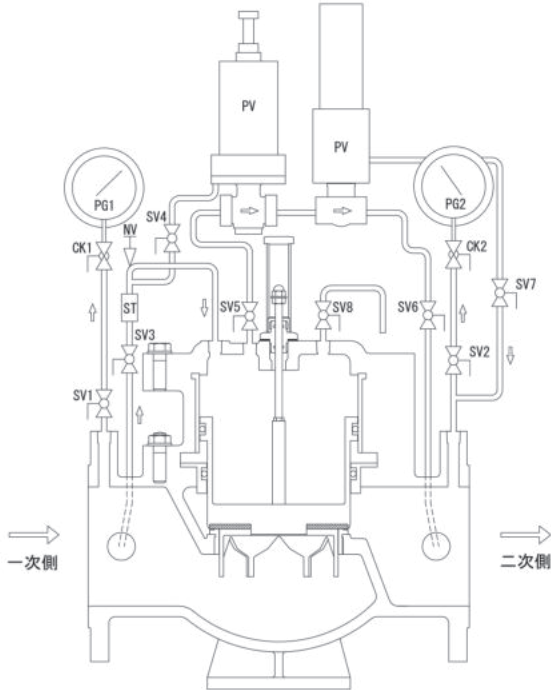 PV
PV
PG1
PG2
SV4
NV
CK1
CK2
SV7
ST
SV5
SV8
SV6
SV3
SV2
SV1
一次側
二次側